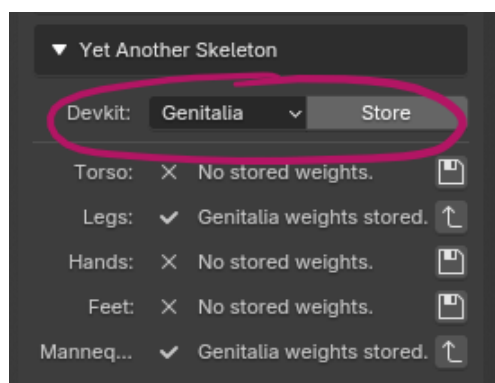 Yet Another Skeleton
Devkit: Genitalia Store
Torso: No stored weights.
Legs: Genitalia weights stored.
Hands: No stored weights.
Feet: No stored weights.
Manneq... Genitalia weights stored.